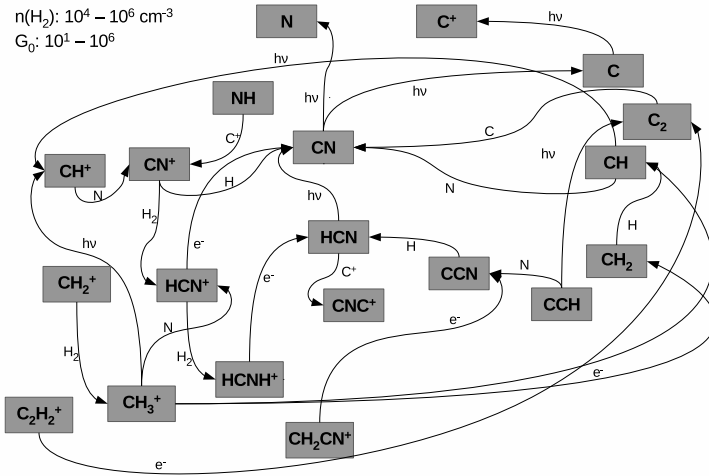 n(H₂): 10⁴ – 10⁶ cm⁻³
G₀: 10¹ – 10⁶
N
C⁺
hν
hν
C
hν
hν
NH
C₂
C⁺
C
CN
hν
CH⁺
CN⁺
CH
N
H
N
H₂
hν
HCN
H
hν
e⁻
H
CH₂
C⁺
e⁻
CCN
N
CH₂⁺
HCN⁺
CNC⁺
CCH
N
e⁻
H₂
H₂
HCNH⁺
e⁻
CH₃⁺
C₂H₂⁺
CH₂CN⁺
e⁻